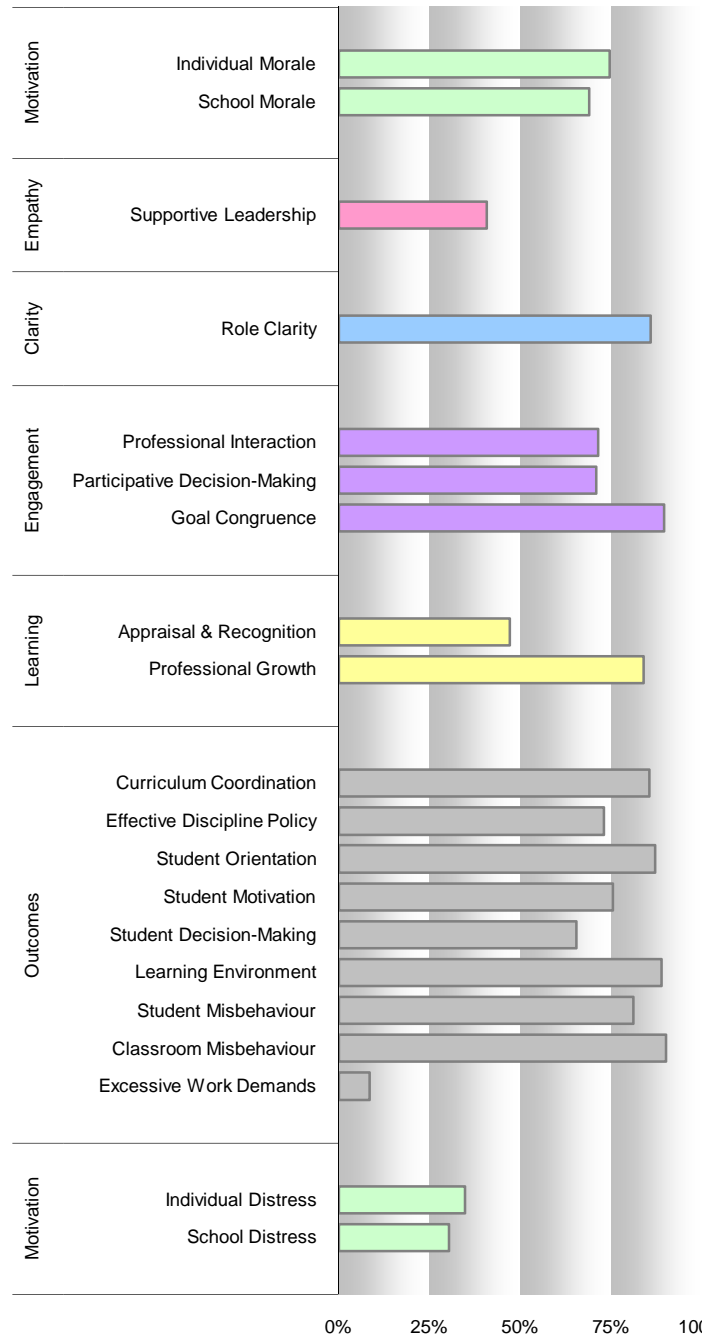 Motivation
Individual Morale
School Morale
Empathy
Supportive Leadership
Clarity
Role Clarity
Engagement
Professional Interaction
Participative Decision-Making
Goal Congruence
Learning
Appraisal & Recognition
Professional Growth
Outcomes
Curriculum Coordination
Effective Discipline Policy
Student Orientation
Student Motivation
Student Decision-Making
Learning Environment
Student Misbehaviour
Classroom Misbehaviour
Excessive Work Demands
Motivation
Individual Distress
School Distress
0% 25% 50% 75% 100